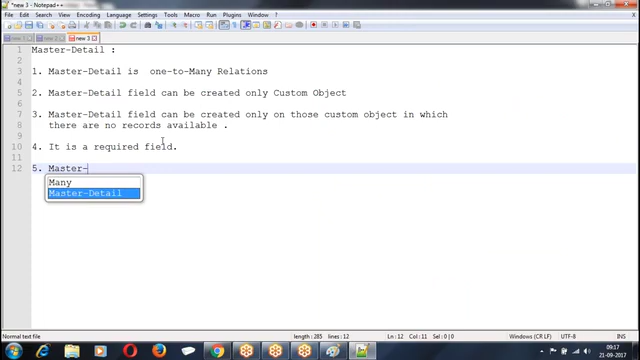 *new 3 - Notepad++
File Edit Search View Encoding Language Settings Tools Macro Run Plugins Window ?
new 1 new 2 new 3
1 Master-Detail :
2
3 1. Master-Detail is  one-to-Many Relations
4
5 2. Master-Detail field can be created only Custom Object
6
7 3. Master-Detail field can be created only on those custom object in which
8 there are no records available .
9
10 4. It is a required field.
11
12 5. Master-
Many
Master-Detail
Normal text file length : 285 lines : 12 Ln : 12 Col : 11 Sel : 0 | 0 Windows (CR LF) UTF-8 INS
09:17
21-09-2017